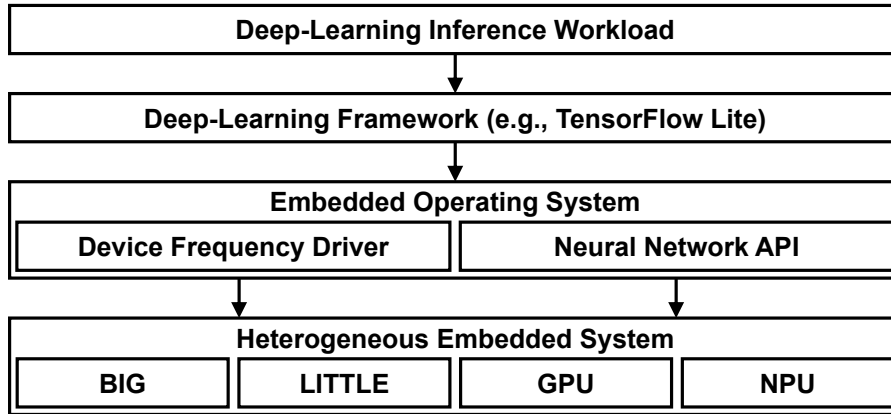 Deep-Learning Inference Workload
Deep-Learning Framework (e.g., TensorFlow Lite)
Embedded Operating System
Device Frequency Driver
Neural Network API
Heterogeneous Embedded System
BIG
LITTLE
GPU
NPU